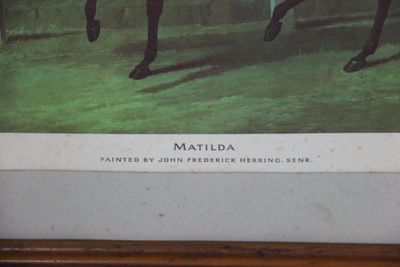 MATILDA
PAINTED BY JOHN FREDERICK HERRING. SENR.